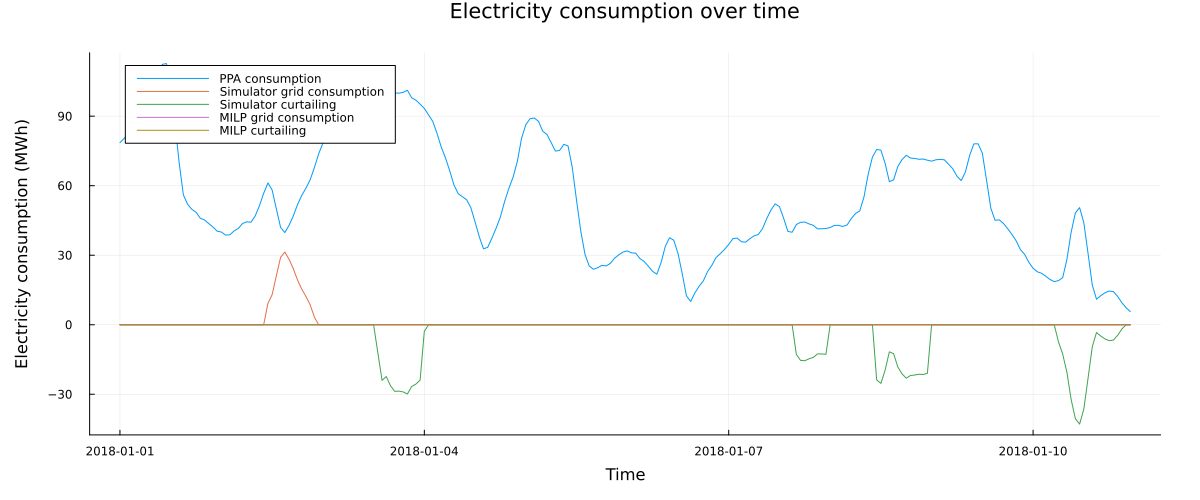 Electricity consumption over time
PPA consumption
Simulator grid consumption
Simulator curtailing
MILP grid consumption
MILP curtailing
Electricity consumption (MWh)
90
60
30
0
−30
2018-01-01 2018-01-04 2018-01-07 2018-01-10
Time